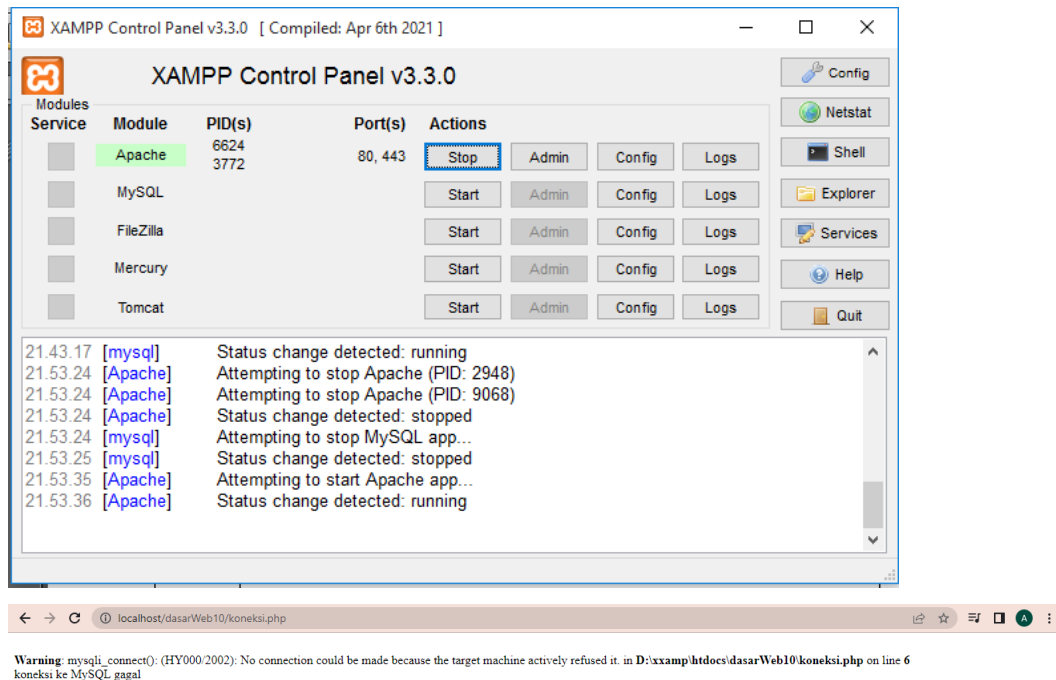 XAMPP Control Panel v3.3.0 [ Compiled: Apr 6th 2021 ]
XAMPP Control Panel v3.3.0
Config
Modules
Service Module PID(s) Port(s) Actions
Netstat
Apache 6624 3772 80, 443 Stop Admin Config Logs
Shell
MySQL Start Admin Config Logs
Explorer
FileZilla Start Admin Config Logs
Services
Mercury Start Admin Config Logs
Help
Tomcat Start Admin Config Logs
Quit
21.43.17 [mysql] Status change detected: running
21.53.24 [Apache] Attempting to stop Apache (PID: 2948)
21.53.24 [Apache] Attempting to stop Apache (PID: 9068)
21.53.24 [Apache] Status change detected: stopped
21.53.24 [mysql] Attempting to stop MySQL app...
21.53.25 [mysql] Status change detected: stopped
21.53.35 [Apache] Attempting to start Apache app...
21.53.36 [Apache] Status change detected: running
localhost/dasarWeb10/koneksi.php
A
Warning: mysqli_connect(): (HY000/2002): No connection could be made because the target machine actively refused it. in D:\xxamp\htdocs\dasarWeb10\koneksi.php on line 6
koneksi ke MySQL gagal